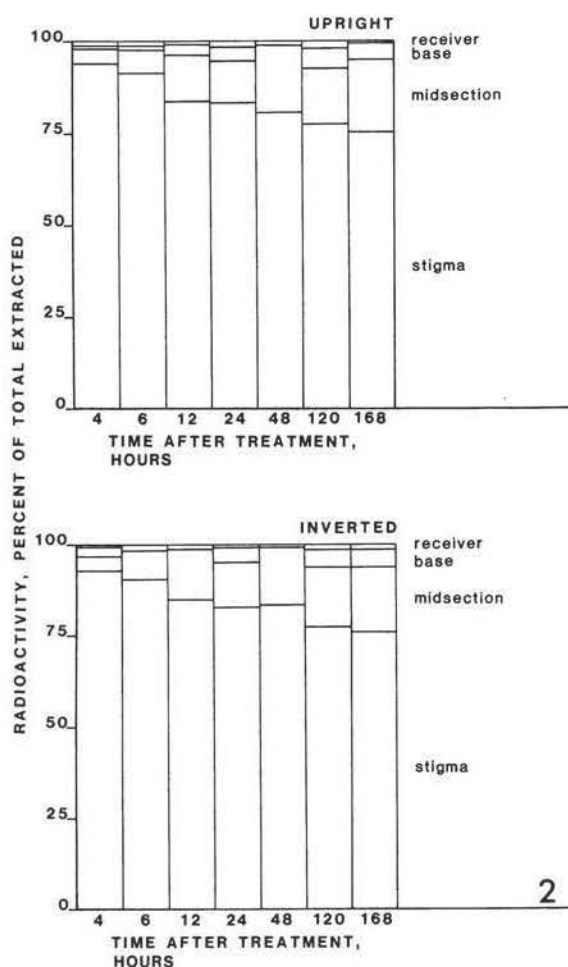 UPRIGHT
100
75
50
25
0
receiver
base
midsection
stigma
4 6 12 24 48 120 168
TIME AFTER TREATMENT,
HOURS
RADIOACTIVITY, PERCENT OF TOTAL EXTRACTED
INVERTED
100
75
50
25
0
receiver
base
midsection
stigma
4 6 12 24 48 120 168
TIME AFTER TREATMENT,
HOURS
2